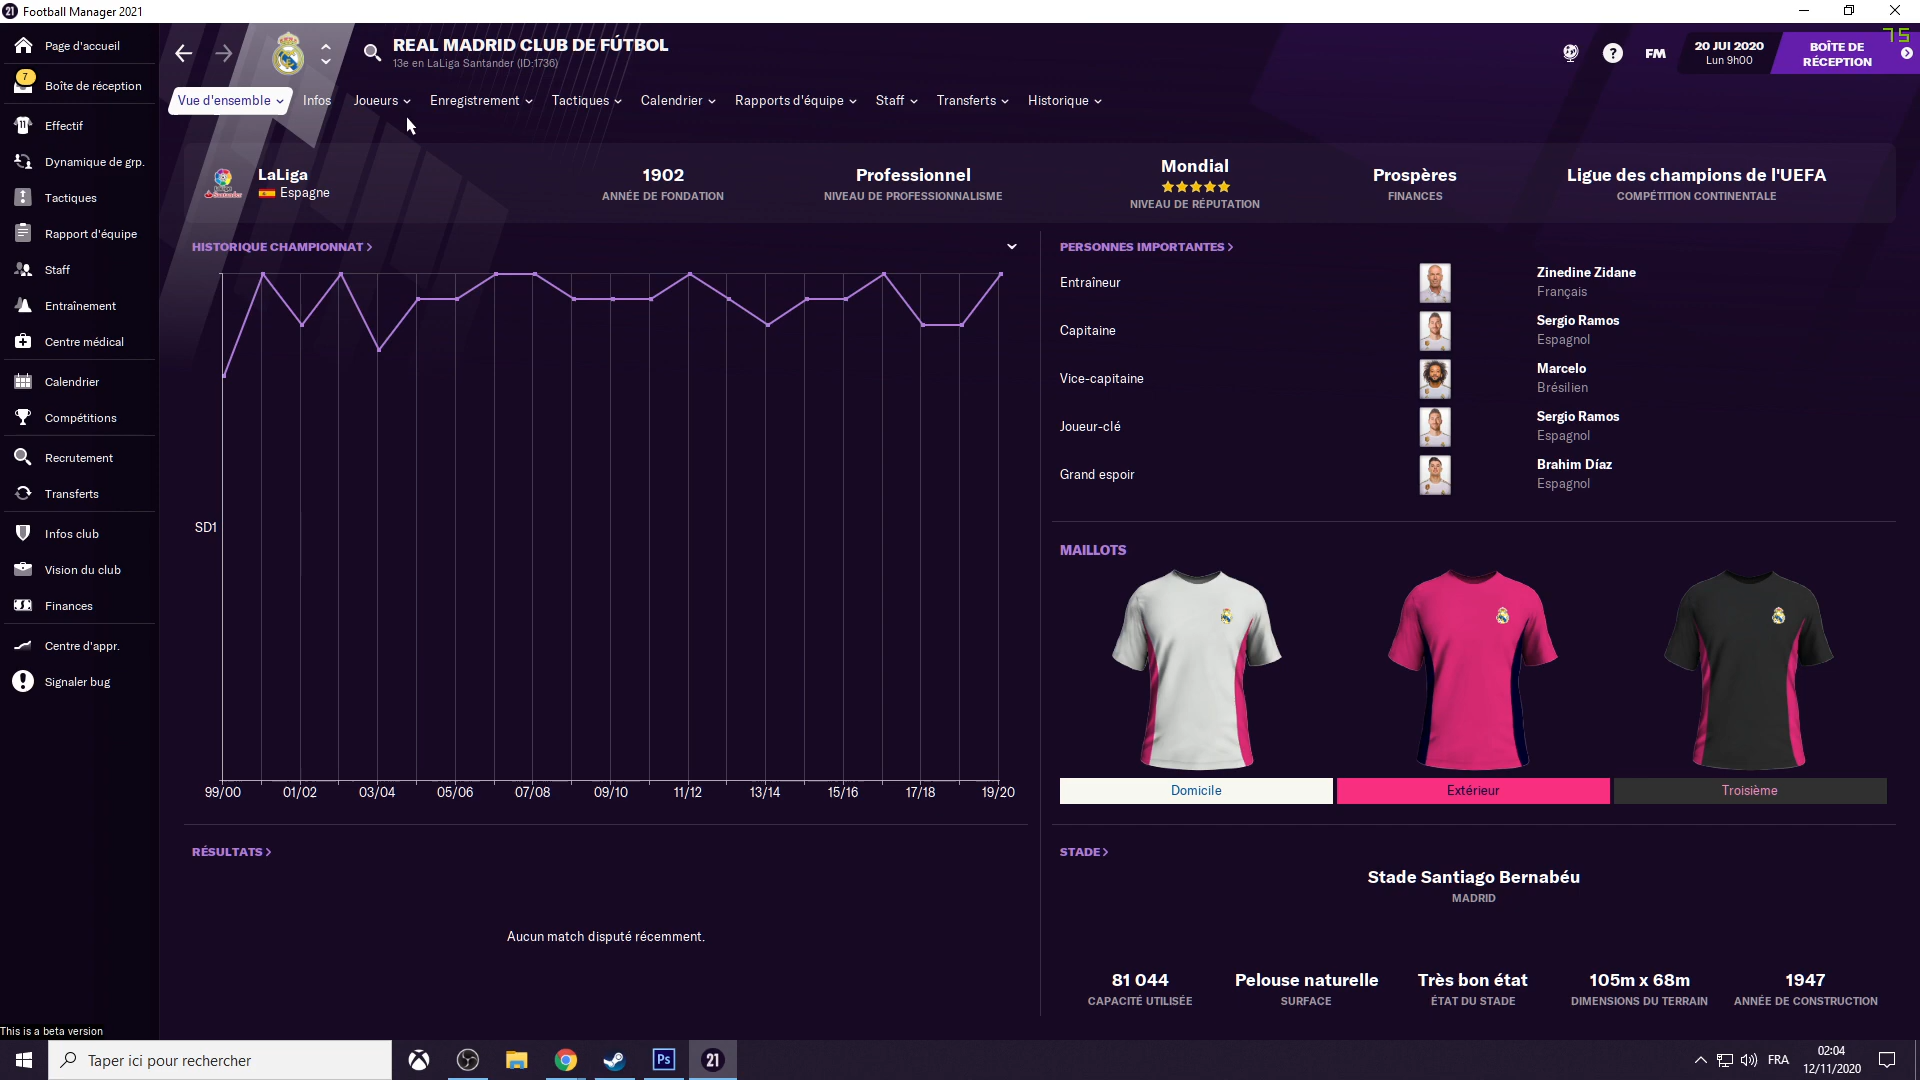 Football Manager 2021
Page d'accueil
7
Boîte de réception
Effectif
Dynamique de grp.
Tactiques
Rapport d'équipe
Staff
Entraînement
Centre médical
Calendrier
Compétitions
Recrutement
Transferts
Infos club
Vision du club
Finances
Centre d'appr.
Signaler bug
This is a beta version
REAL MADRID CLUB DE FÚTBOL
13e en LaLiga Santander (ID:1736)
FM
20 JUI 2020
Lun 9h00
BOÎTE DE
RÉCEPTION
75
Vue d'ensemble Infos Joueurs Enregistrement Tactiques Calendrier Rapports d'équipe Staff Transferts Historique
LaLiga
Espagne
1902
ANNÉE DE FONDATION
Professionnel
NIVEAU DE PROFESSIONNALISME
Mondial
NIVEAU DE RÉPUTATION
Prospères
FINANCES
Ligue des champions de l'UEFA
COMPÉTITION CONTINENTALE
HISTORIQUE CHAMPIONNAT
SD1
99/00 01/02 03/04 05/06 07/08 09/10 11/12 13/14 15/16 17/18 19/20
RÉSULTATS
Aucun match disputé récemment.
PERSONNES IMPORTANTES
Entraîneur
Zinedine Zidane
Français
Capitaine
Sergio Ramos
Espagnol
Vice-capitaine
Marcelo
Brésilien
Joueur-clé
Sergio Ramos
Espagnol
Grand espoir
Brahim Díaz
Espagnol
MAILLOTS
Domicile
Extérieur
Troisième
STADE
Stade Santiago Bernabéu
MADRID
81 044
CAPACITÉ UTILISÉE
Pelouse naturelle
SURFACE
Très bon état
ÉTAT DU STADE
105m x 68m
DIMENSIONS DU TERRAIN
1947
ANNÉE DE CONSTRUCTION
Taper ici pour rechercher
Ps
21
FRA
02:04
12/11/2020